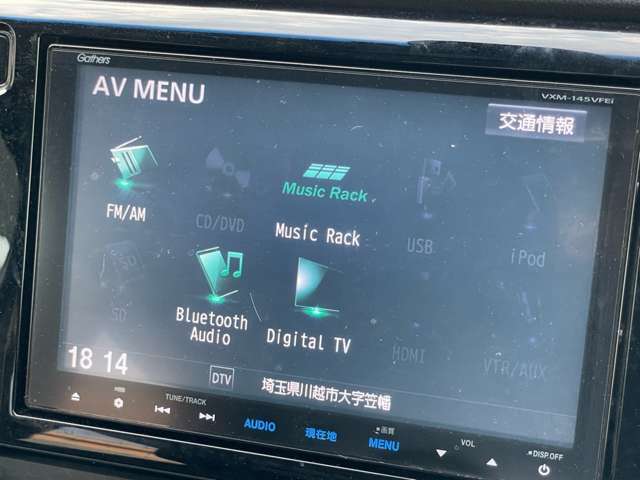 Gathers
VXM-145VFEi
AV MENU
交通情報
Music Rack
FM/AM
CD/DVD
Music Rack
USB
iPod
SD
SD
Bluetooth Audio
Digital TV
HDMI
VTR/AUX
18 14
DTV
埼玉県川越市大字笠幡
TUNE/TRACK
AUDIO
現在地
画質
MENU
VOL
DISP.OFF